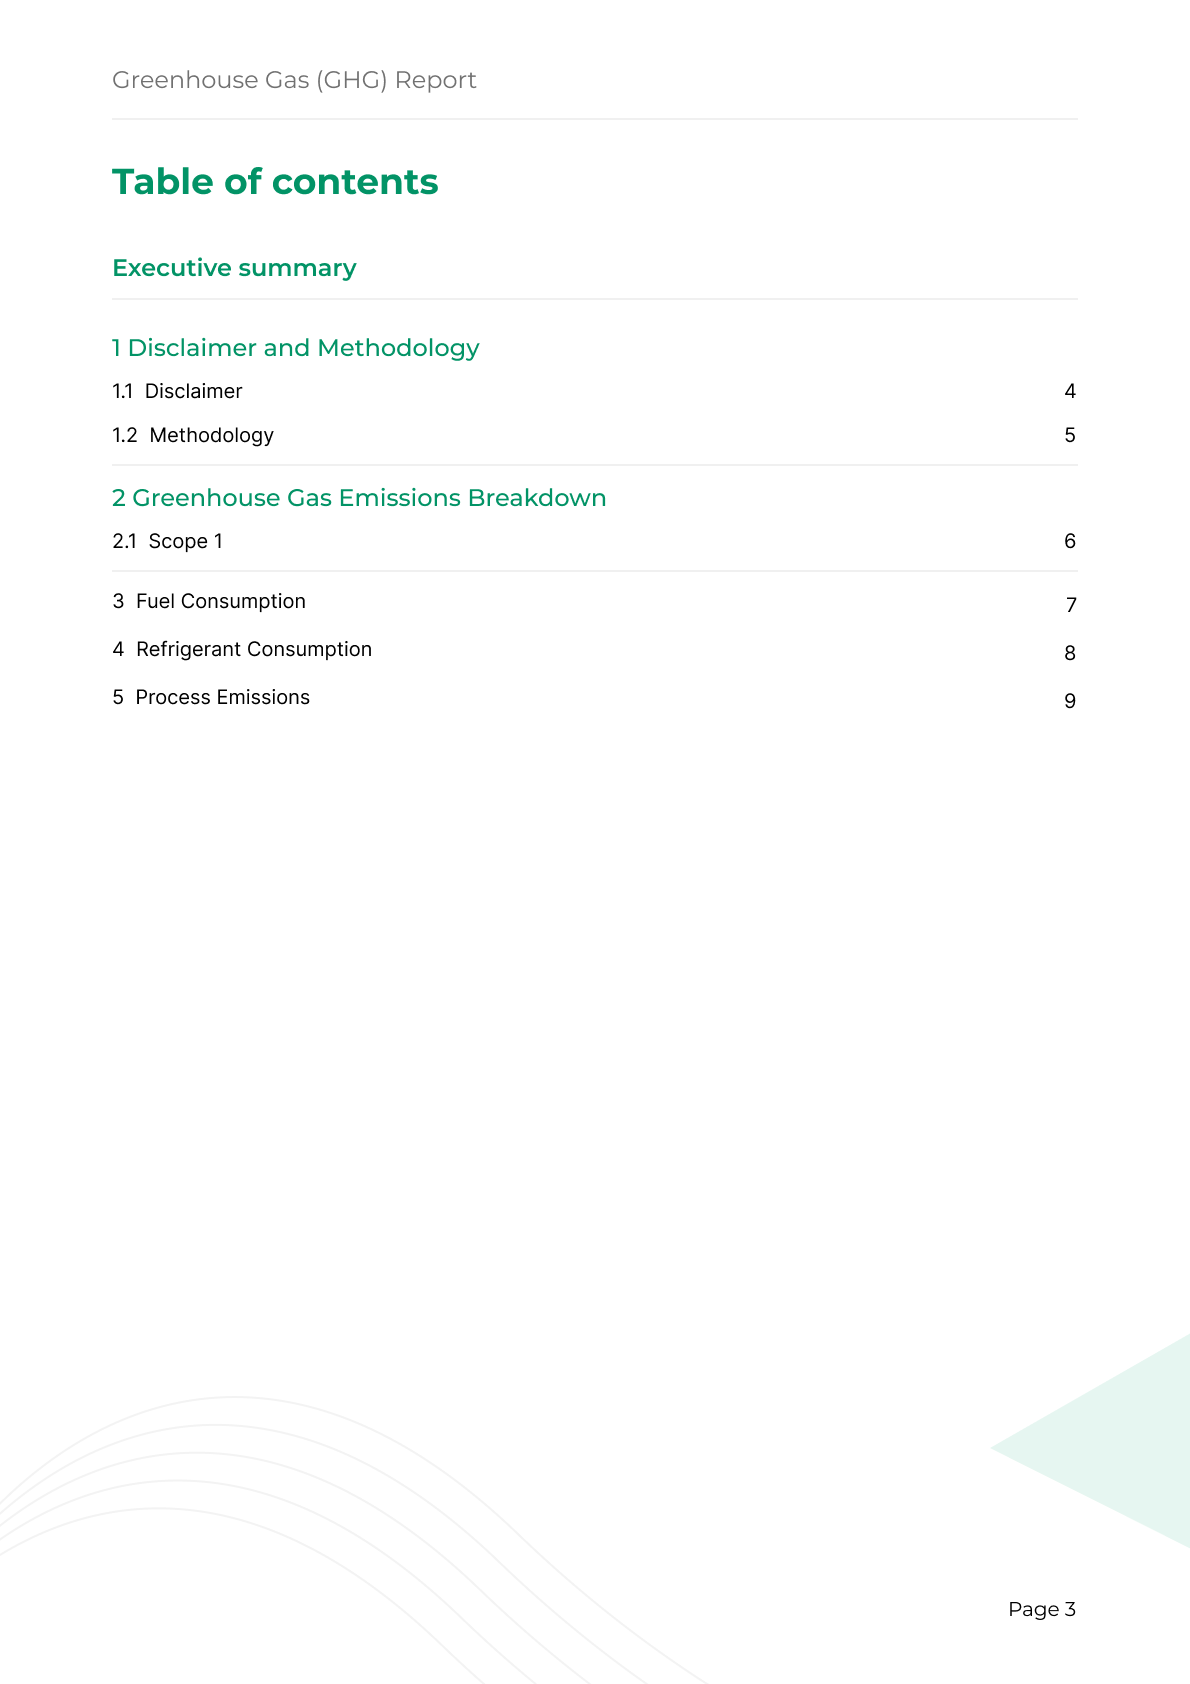 Greenhouse Gas (GHG) Report
Table of contents
Executive summary
1 Disclaimer and Methodology
1.1 Disclaimer 4
1.2 Methodology 5
2 Greenhouse Gas Emissions Breakdown
2.1 Scope 1 6
3 Fuel Consumption 7
4 Refrigerant Consumption 8
5 Process Emissions 9
Page 3